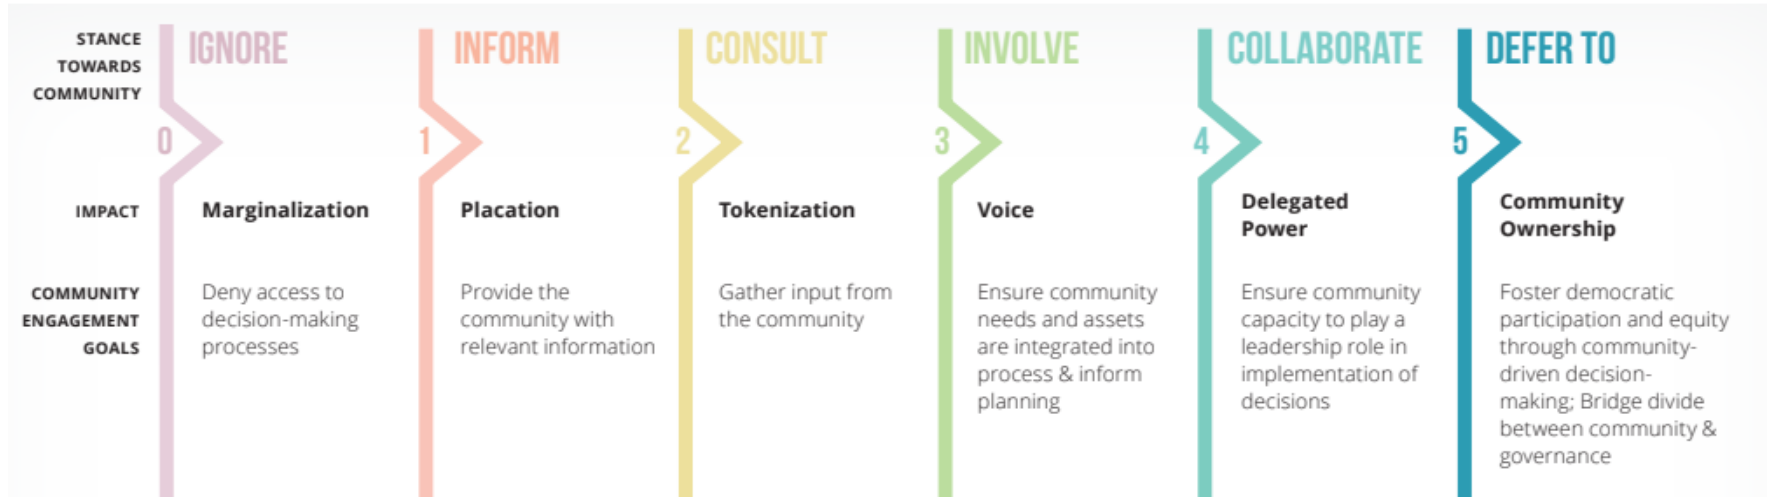 STANCE
TOWARDS
COMMUNITY
IGNORE
INFORM
CONSULT
INVOLVE
COLLABORATE
DEFER TO
0
1
2
3
4
5
IMPACT
Marginalization
Placation
Tokenization
Voice
Delegated
Power
Community
Ownership
COMMUNITY
ENGAGEMENT
GOALS
Deny access to
decision-making
processes
Provide the
community with
relevant information
Gather input from
the community
Ensure community
needs and assets
are integrated into
process & inform
planning
Ensure community
capacity to play a
leadership role in
implementation of
decisions
Foster democratic
participation and equity
through community-
driven decision-
making; Bridge divide
between community &
governance